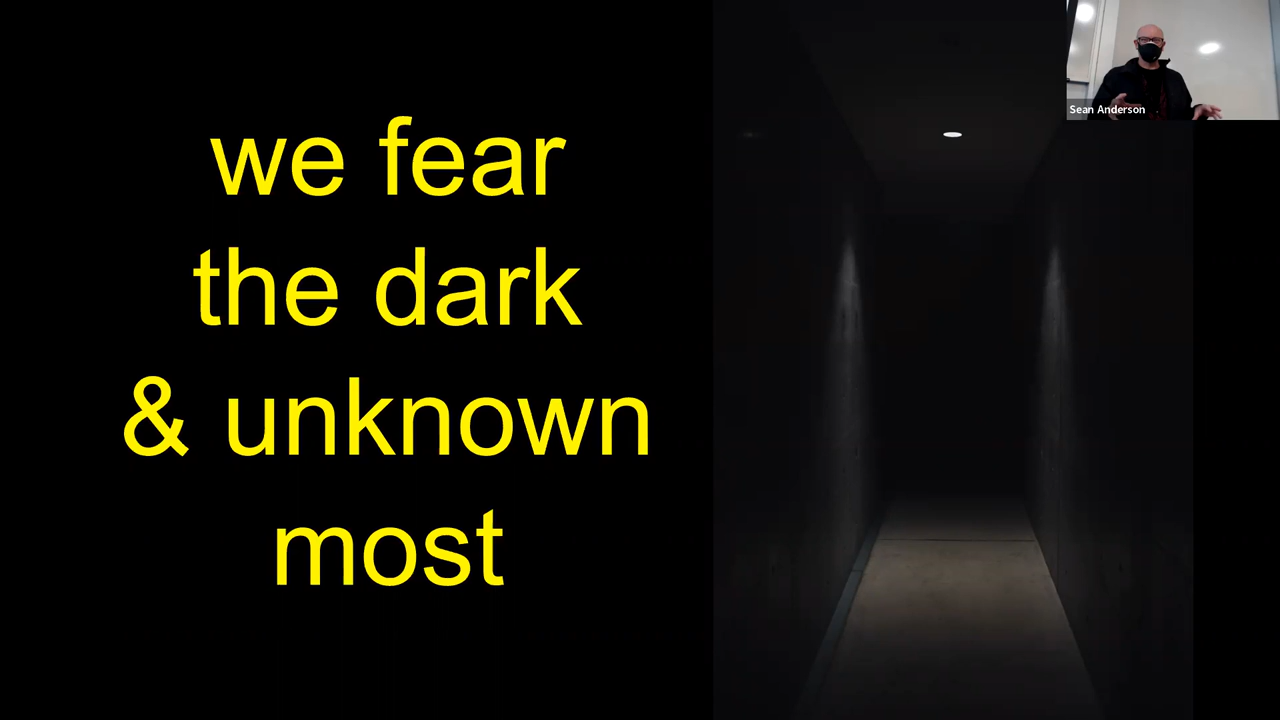 we fear
the dark
& unknown
most
Sean Anderson